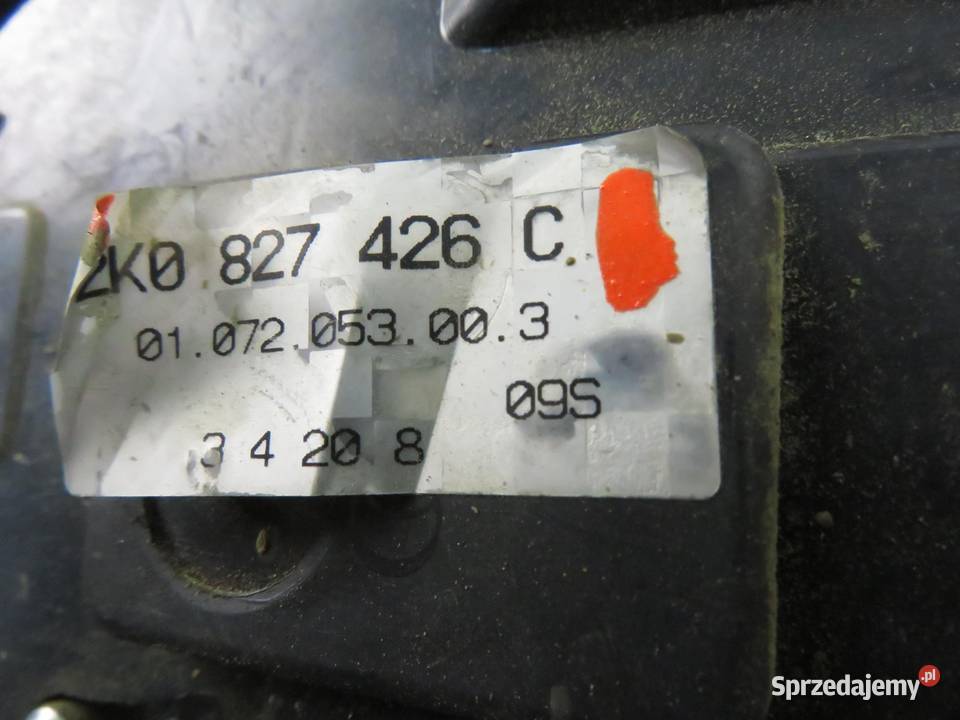 2K0 827 426 C
01.072.053.00.3
09S
3 4 20 8
Sprzedajemy.pl